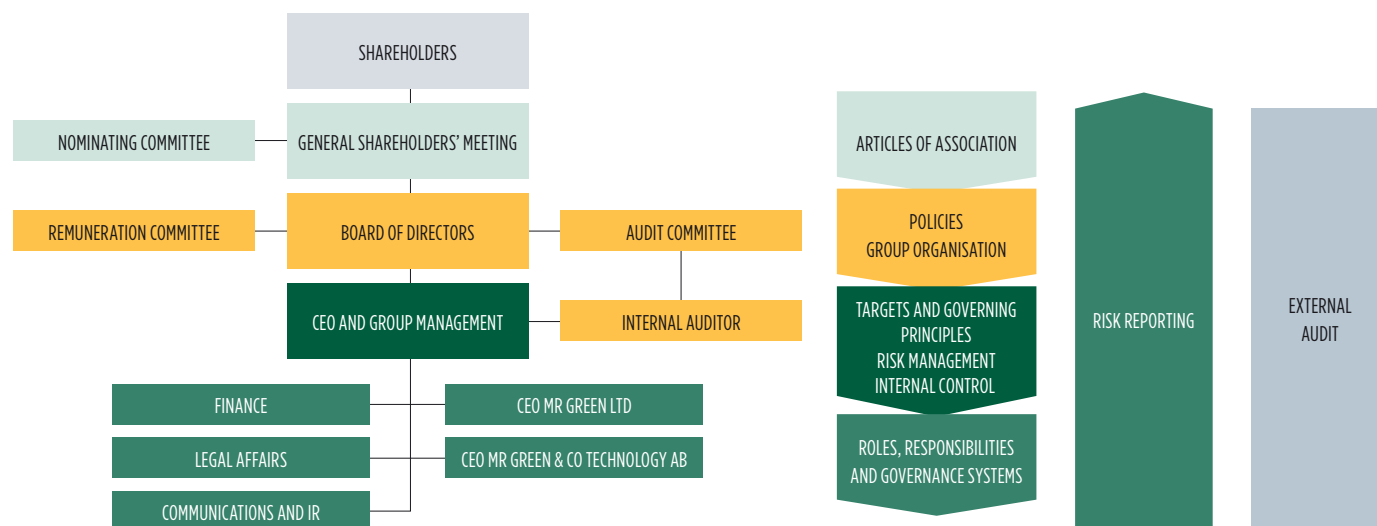 SHAREHOLDERS
NOMINATING COMMITTEE
GENERAL SHAREHOLDERS' MEETING
REMUNERATION COMMITTEE
BOARD OF DIRECTORS
AUDIT COMMITTEE
CEO AND GROUP MANAGEMENT
INTERNAL AUDITOR
FINANCE
CEO MR GREEN LTD
LEGAL AFFAIRS
CEO MR GREEN & CO TECHNOLOGY AB
COMMUNICATIONS AND IR
ARTICLES OF ASSOCIATION
POLICIES
GROUP ORGANISATION
TARGETS AND GOVERNING
PRINCIPLES
RISK MANAGEMENT
INTERNAL CONTROL
ROLES, RESPONSIBILITIES
AND GOVERNANCE SYSTEMS
RISK REPORTING
EXTERNAL
AUDIT